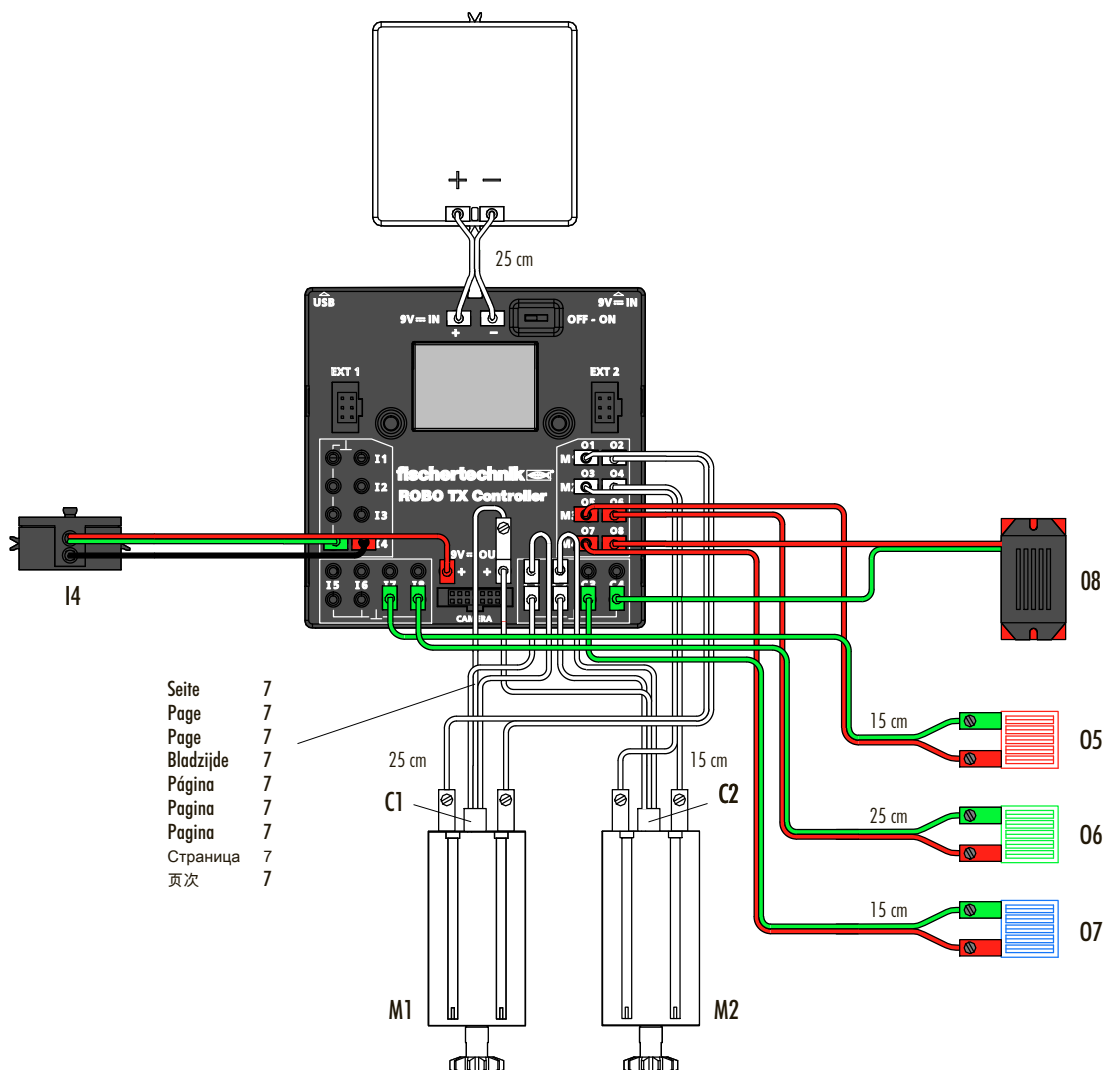 + −
25 cm
USB
9V = IN
9V = IN
+ −
OFF - ON
EXT 1
EXT 2
I1
I2
I3
I4
fischertechnik
ROBO TX Controller
O1 O2
M1
O3 O4
M2
O5 O6
M3
O7 O8
9V = OU
+ +
I5 I6 I7 I8
CAMERA
I4
O8
Seite 7
Page 7
Page 7
Bladzijde 7
Página 7
Pagina 7
Pagina 7
Страница 7
页次 7
25 cm
C1
15 cm
C2
15 cm
O5
25 cm
O6
15 cm
O7
M1
M2